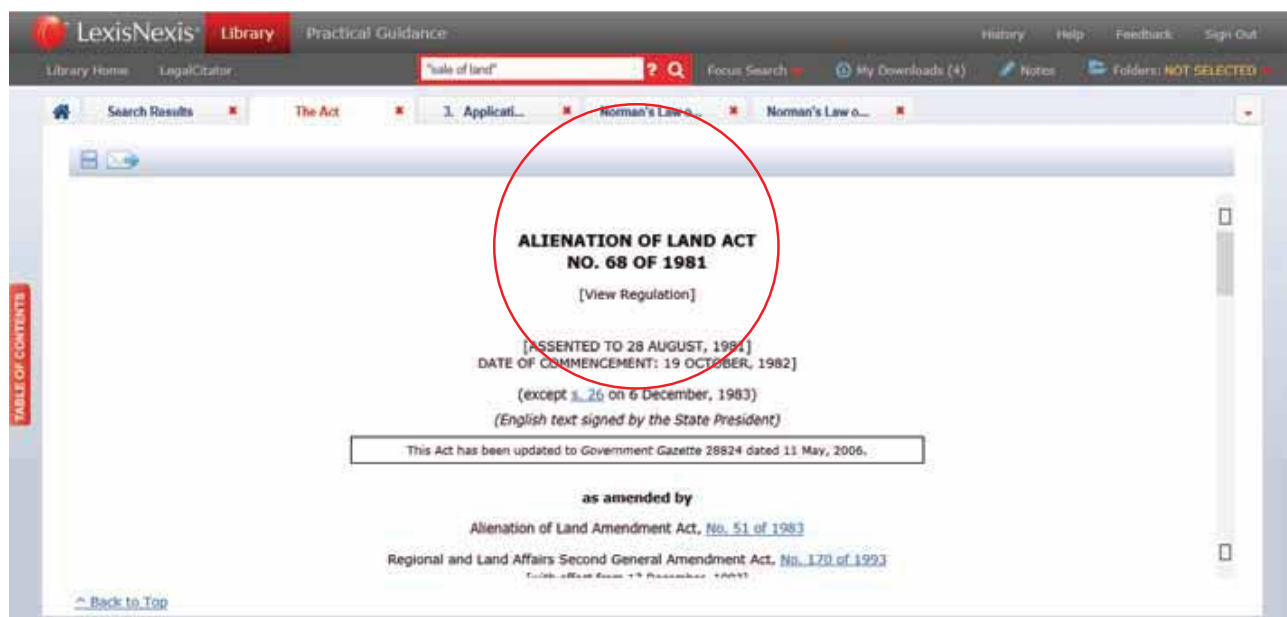 LexisNexis Library Practical Guidance History Help Feedback Sign Out
Library Home LegalCitator "sale of land" ? Focus Search My Downloads (4) Notes Folders: NOT SELECTED
Search Results The Act 3. Applicati... Norman's Law o... Norman's Law o...
TABLE OF CONTENTS
ALIENATION OF LAND ACT
NO. 68 OF 1981
[View Regulation]
[ASSENTED TO 28 AUGUST, 1981]
DATE OF COMMENCEMENT: 19 OCTOBER, 1982]
(except s. 26 on 6 December, 1983)
(English text signed by the State President)
This Act has been updated to Government Gazette 28824 dated 11 May, 2006.
as amended by
Alienation of Land Amendment Act, No. 51 of 1983
Regional and Land Affairs Second General Amendment Act, No. 170 of 1993
^ Back to Top